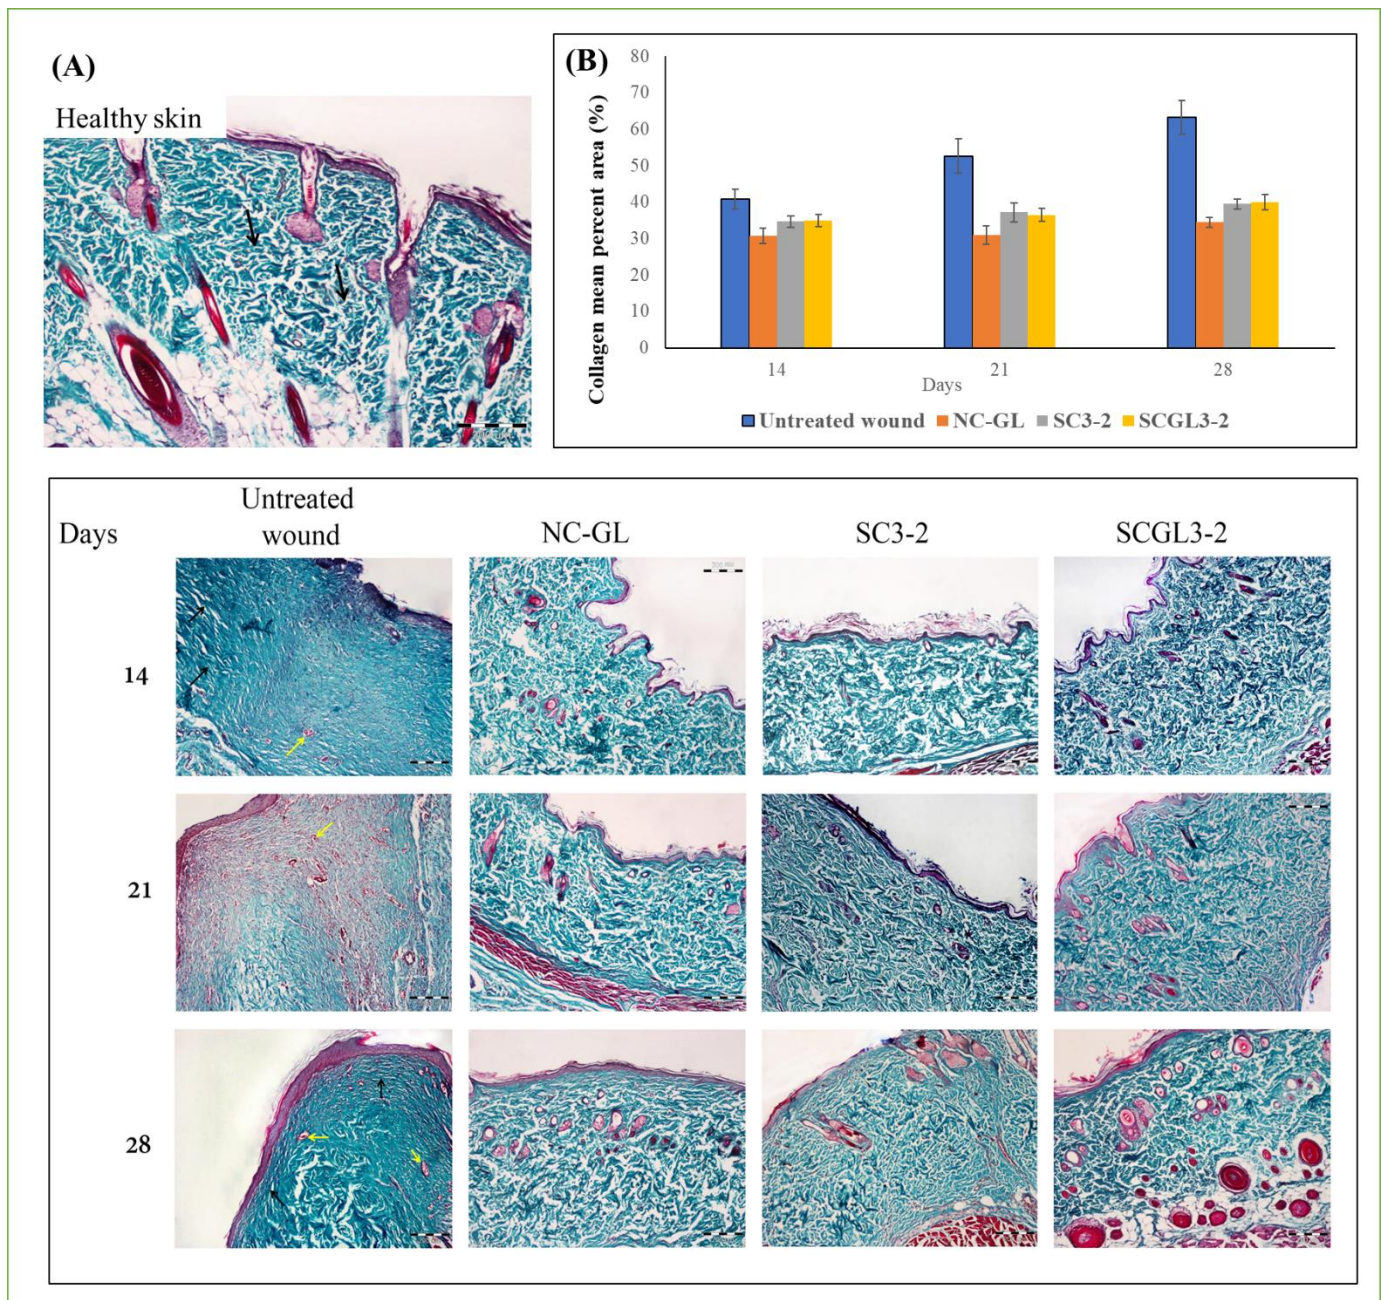 (A)
Healthy skin
(B)
Collagen mean percent area (%)
80
70
60
50
40
30
20
10
0
14
21
28
Days
Untreated wound NC-GL SC3-2 SCGL3-2
Days
Untreated
wound
NC-GL
SC3-2
SCGL3-2
14
21
28